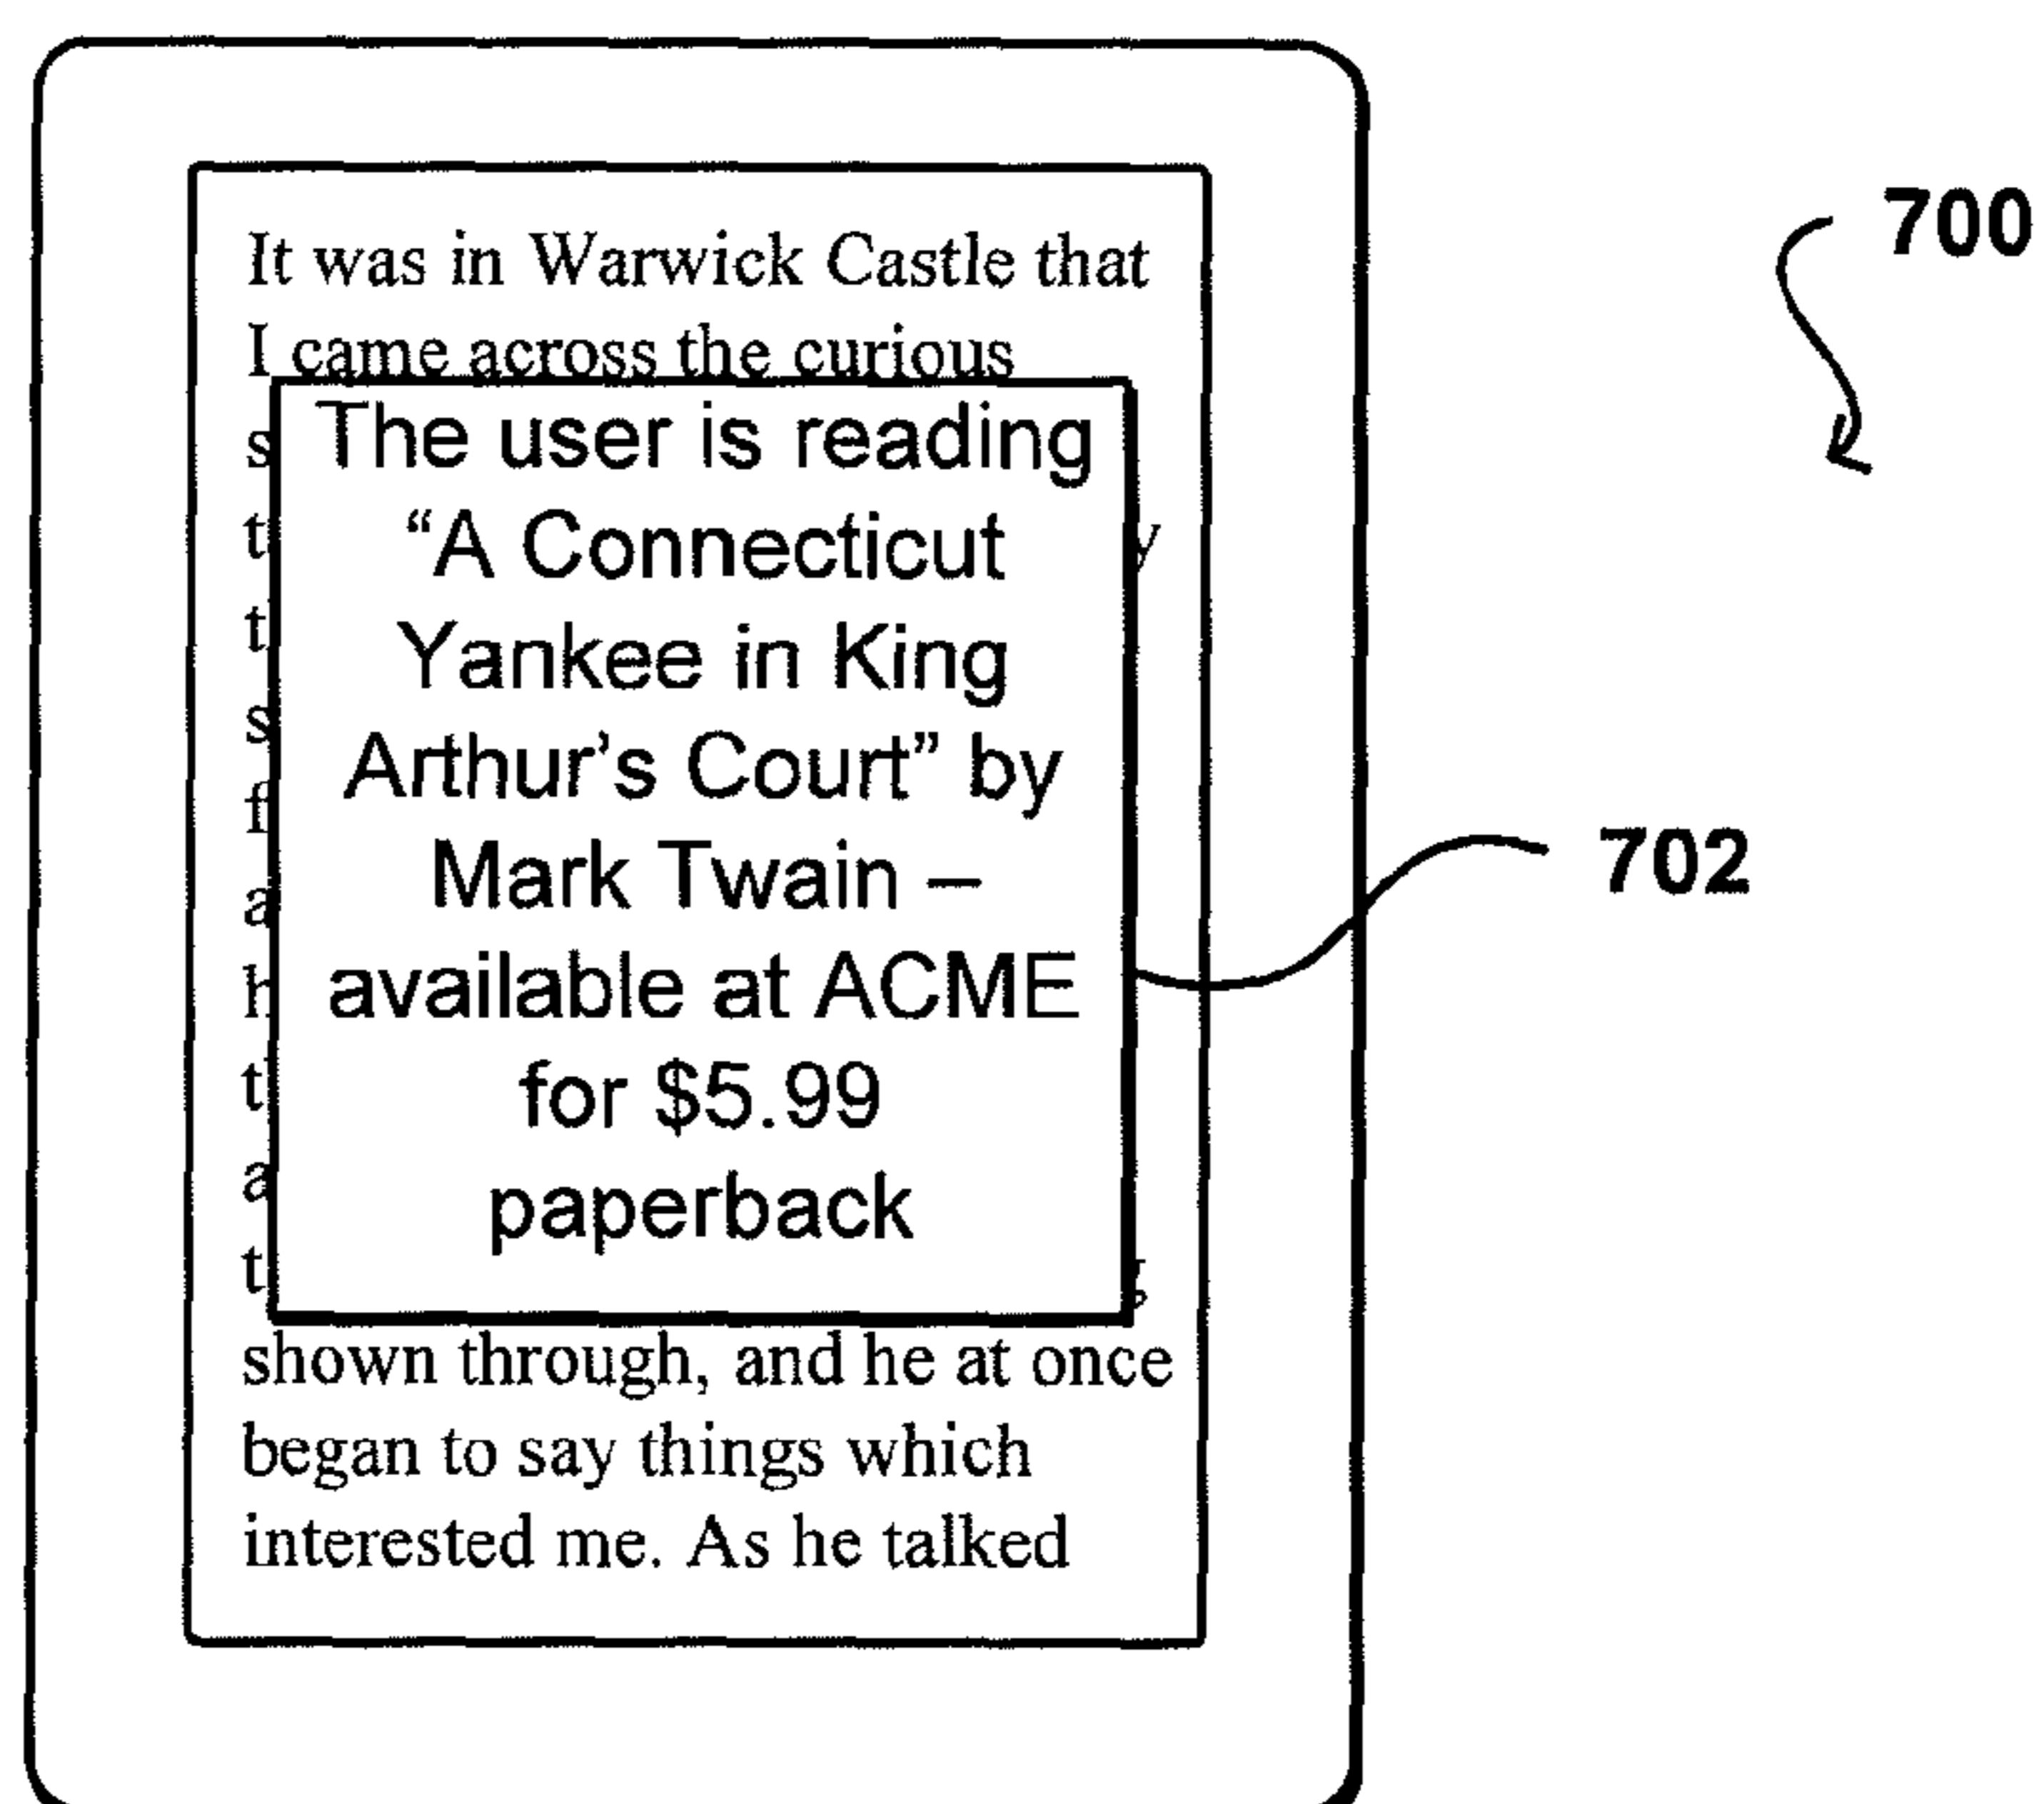 It was in Warwick Castle that
I came across the curious
The user is reading
“A Connecticut
Yankee in King
Arthur’s Court” by
Mark Twain –
available at ACME
for $5.99
paperback
shown through, and he at once
began to say things which
interested me. As he talked
700
702